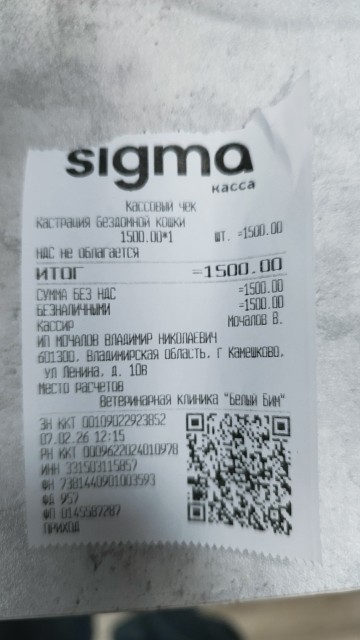 sigma
касса
Кассовый чек
Кастрация бездомной кошки
1500.00*1 шт. =1500.00
НДС не облагается
ИТОГ =1500.00
СУММА БЕЗ НДС =1500.00
БЕЗНАЛИЧНЫМИ =1500.00
Кассир Мочалов В.
ИП МОЧАЛОВ ВЛАДИМИР НИКОЛАЕВИЧ
601300, Владимирская область, г Камешково,
ул Ленина, д. 10В
Место расчетов
Ветеринарная клиника "Белый Бим"
ЗН ККТ 00109022923852
07.02.26 12:15
РН ККТ 0009622024010978
ИНН 331503115857
ФН 7381440901003593
ФД 957
ФП 0145587287
ПРИХОД